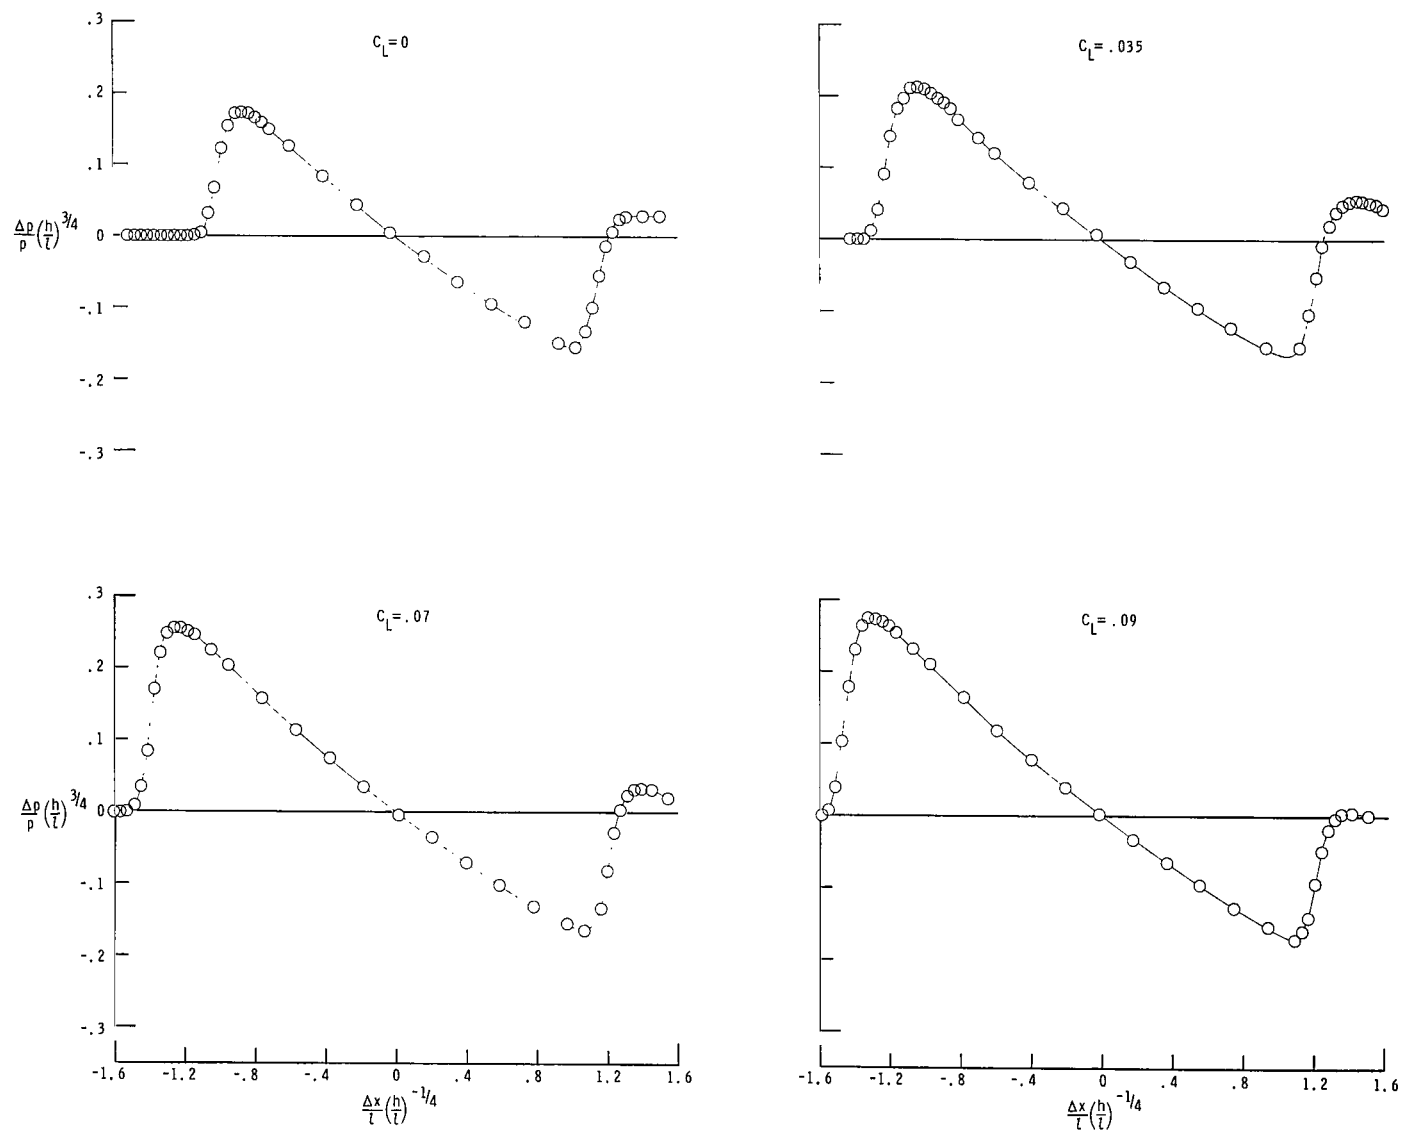 .3
C_L=0
.2
.1
Δp/p (h/l)^3/4
0
-.1
-.2
-.3
C_L=.035
.3
C_L=.07
.2
.1
Δp/p (h/l)^3/4
0
-.1
-.2
-.3
-1.6 -1.2 -.8 -.4 0 .4 .8 1.2 1.6
Δx/l (h/l)^-1/4
C_L=.09
-1.6 -1.2 -.8 -.4 0 .4 .8 1.2 1.6
Δx/l (h/l)^-1/4